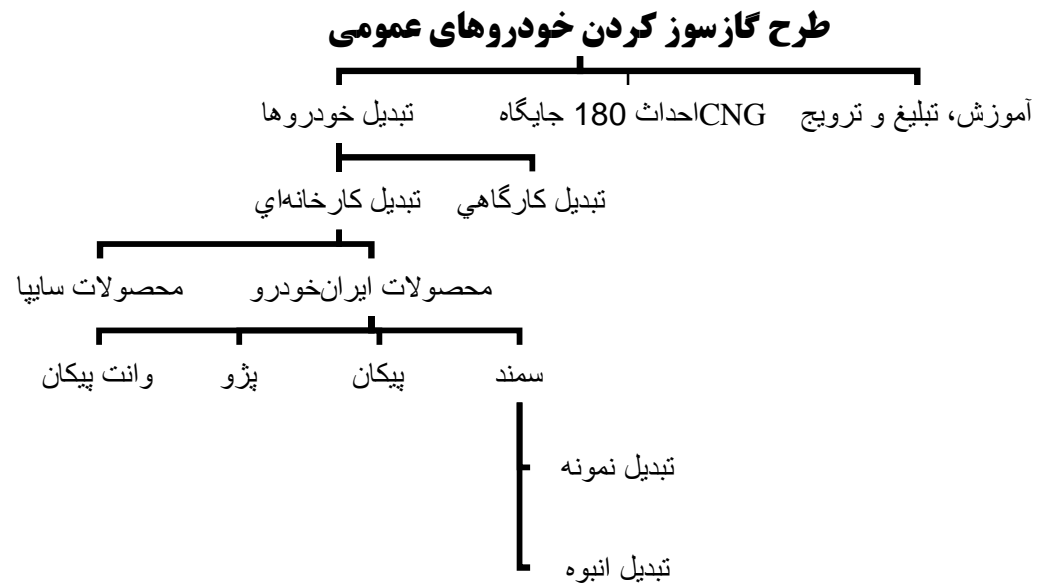 طرح گازسوز کردن خودروهای عمومی
آموزش، تبلیغ و ترویج احداث 180 جایگاه CNG تبدیل خودروها
تبدیل کارگاهي تبدیل کارخانه‌اي
محصولات ایران‌خودرو محصولات سایپا
سمند پیکان پژو وانت پیکان
تبدیل نمونه
تبدیل انبوه